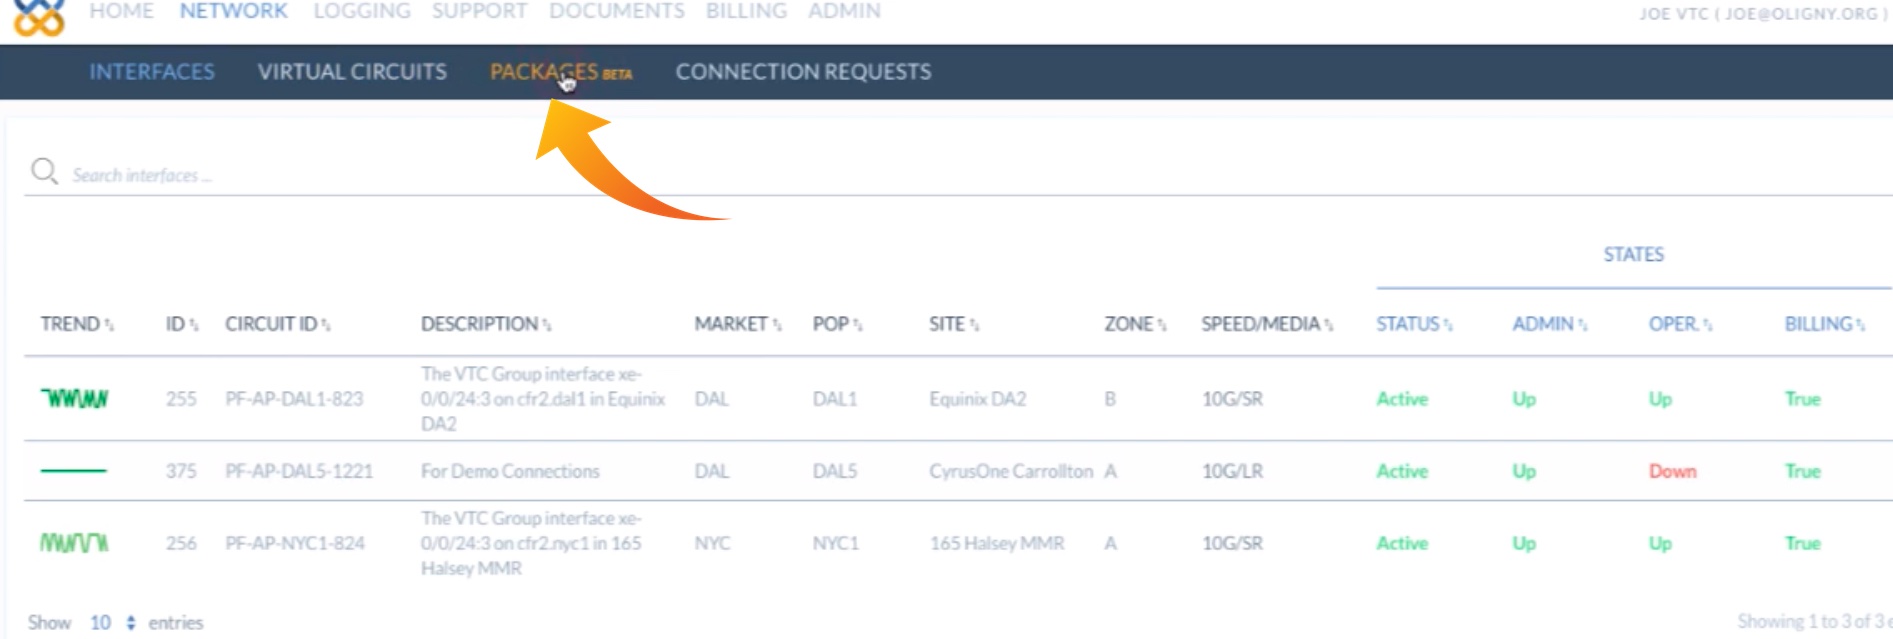 HOME NETWORK LOGGING SUPPORT DOCUMENTS BILLING ADMIN
JOE VTC ( JOE@OLIGNY.ORG )
INTERFACES VIRTUAL CIRCUITS PACKAGES BETA CONNECTION REQUESTS
Search interfaces ...
STATES
TREND ID CIRCUIT ID DESCRIPTION MARKET POP SITE ZONE SPEED/MEDIA STATUS ADMIN OPER. BILLING
255 PF-AP-DAL1-823 The VTC Group interface xe-
0/0/24:3 on cfr2.dal1 in Equinix
DA2
DAL DAL1 Equinix DA2 B 10G/SR Active Up Up True
375 PF-AP-DAL5-1221 For Demo Connections DAL DAL5 CyrusOne Carrollton A 10G/LR Active Up Down True
256 PF-AP-NYC1-824 The VTC Group interface xe-
0/0/24:3 on cfr2.nyc1 in 165
Halsey MMR
NYC NYC1 165 Halsey MMR A 10G/SR Active Up Up True
Show 10 entries
Showing 1 to 3 of 3 e